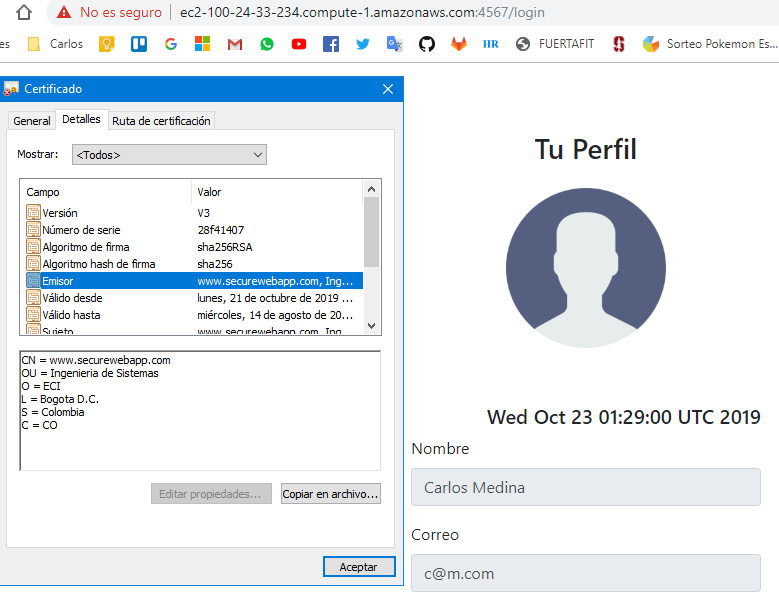 No es seguro | ec2-100-24-33-234.compute-1.amazonaws.com:4567/login
es Carlos G HR FUERTAFIT Sorteo Pokemon Es...
Certificado
General Detalles Ruta de certificación
Mostrar: <Todos>
Campo Valor
Versión V3
Número de serie 28f41407
Algoritmo de firma sha256RSA
Algoritmo hash de firma sha256
Emisor www.securewebapp.com, Ing...
Válido desde lunes, 21 de octubre de 2019 ...
Válido hasta miércoles, 14 de agosto de 20...
Sujeto www.securewebapp.com, Ing
CN = www.securewebapp.com
OU = Ingenieria de Sistemas
O = ECI
L = Bogota D.C.
S = Colombia
C = CO
Editar propiedades... Copiar en archivo...
Aceptar
Tu Perfil
Wed Oct 23 01:29:00 UTC 2019
Nombre
Carlos Medina
Correo
c@m.com